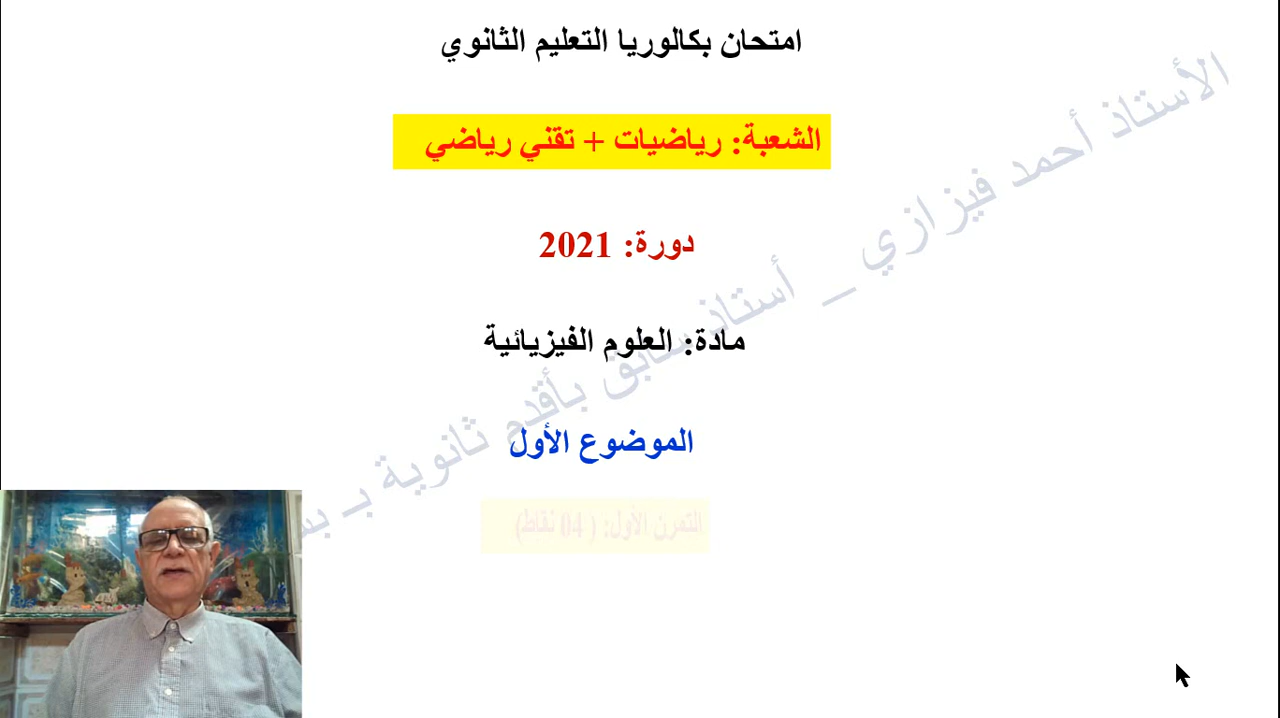 امتحان بكالوريا التعليم الثانوي
الشعبة: رياضيات + تقني رياضي
دورة: 2021
مادة: العلوم الفيزيائية
الموضوع الأول
التمرن الأول: ( 04 نقاط)
الأستاذ أحمد فيزازي _ أستاذ سابق بأقدم ثانوية بـ